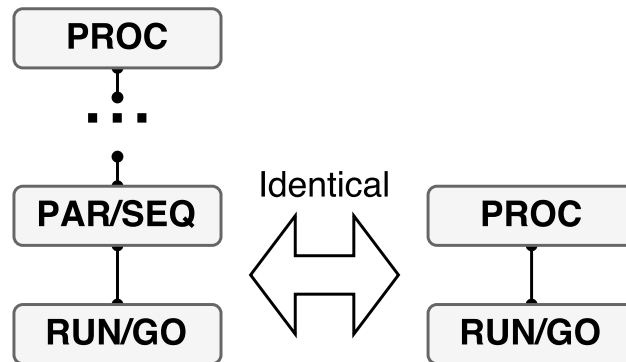 PROC
...
PAR/SEQ
RUN/GO
Identical
PROC
RUN/GO